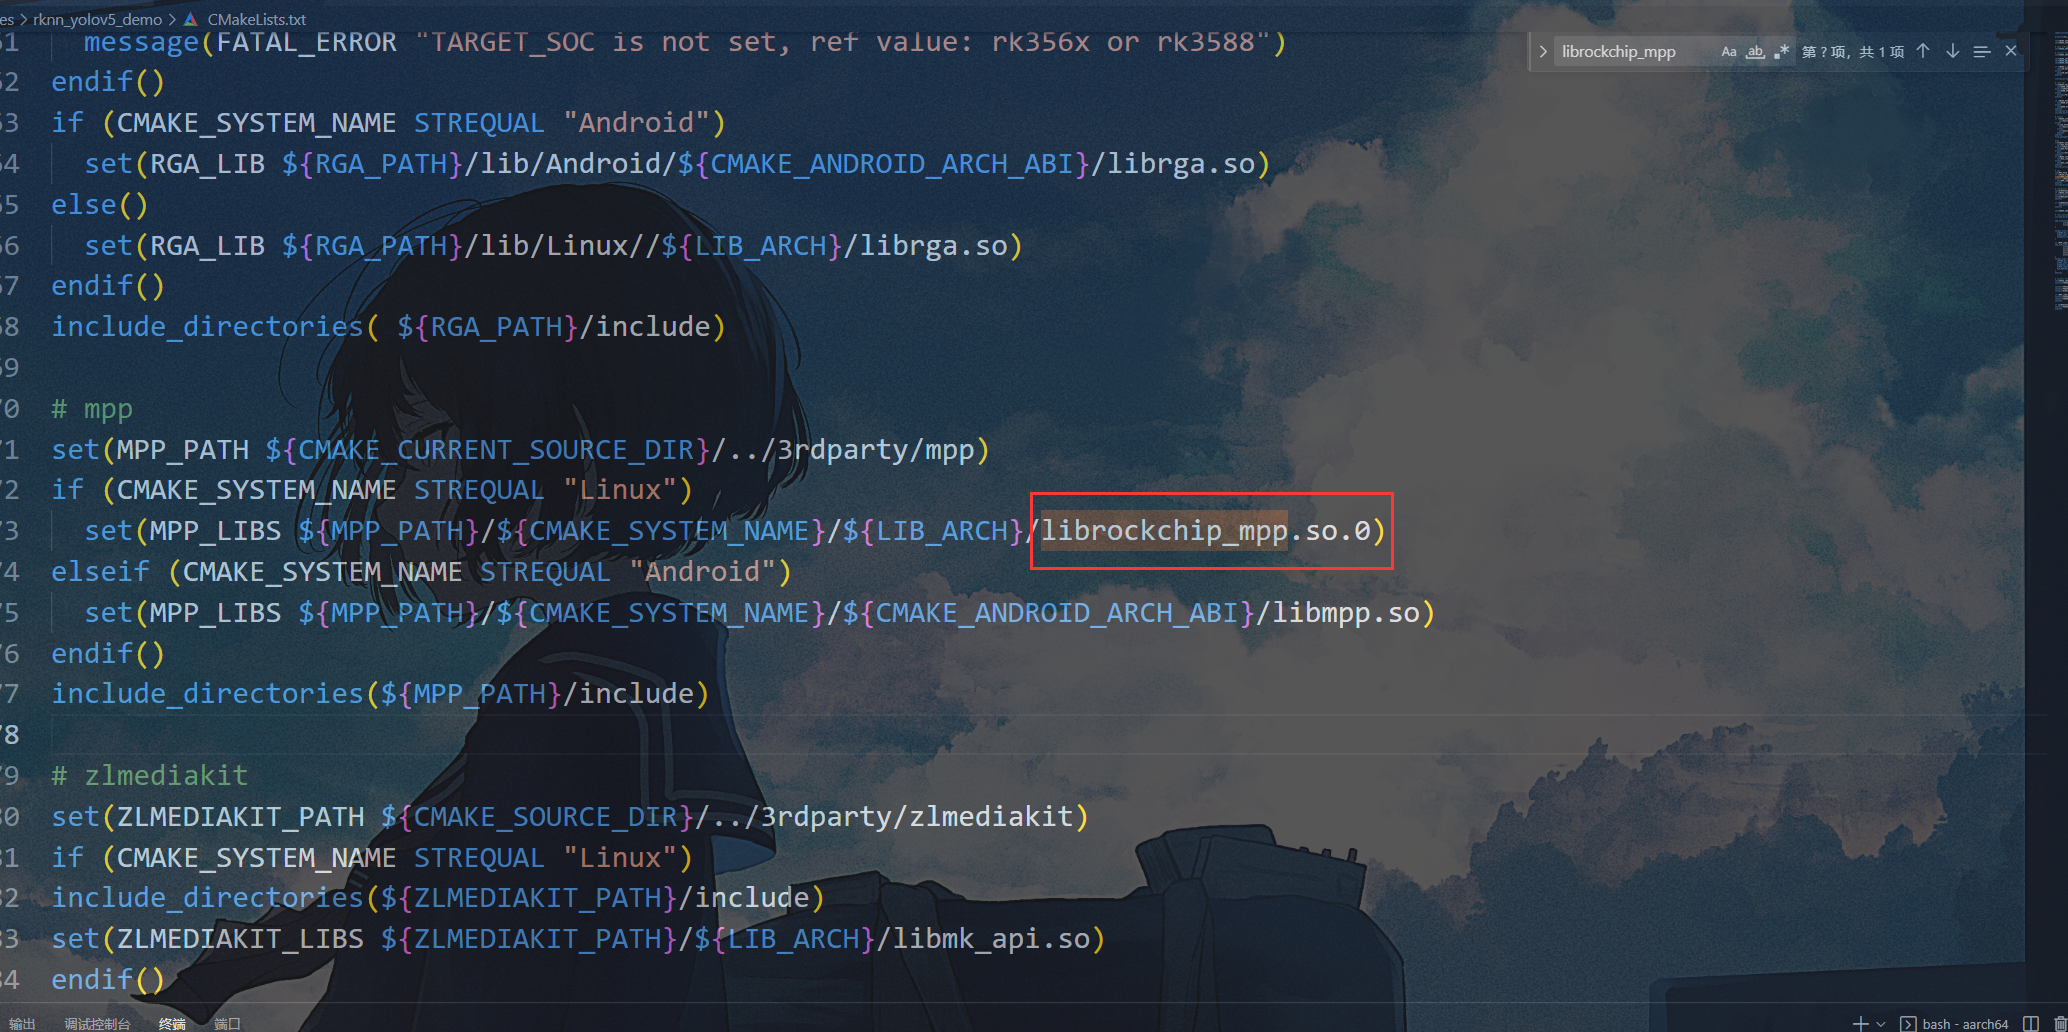 es > rknn_yolov5_demo > CMakeLists.txt
librockchip_mpp Aa ab .* 第 ? 项，共 1 项
51 message(FATAL_ERROR "TARGET_SOC is not set, ref value: rk356x or rk3588")
52 endif()
53 if (CMAKE_SYSTEM_NAME STREQUAL "Android")
54 set(RGA_LIB ${RGA_PATH}/lib/Android/${CMAKE_ANDROID_ARCH_ABI}/librga.so)
55 else()
56 set(RGA_LIB ${RGA_PATH}/lib/Linux//${LIB_ARCH}/librga.so)
57 endif()
58 include_directories( ${RGA_PATH}/include)
59
70 # mpp
71 set(MPP_PATH ${CMAKE_CURRENT_SOURCE_DIR}/../3rdparty/mpp)
72 if (CMAKE_SYSTEM_NAME STREQUAL "Linux")
73 set(MPP_LIBS ${MPP_PATH}/${CMAKE_SYSTEM_NAME}/${LIB_ARCH}/librockchip_mpp.so.0)
74 elseif (CMAKE_SYSTEM_NAME STREQUAL "Android")
75 set(MPP_LIBS ${MPP_PATH}/${CMAKE_SYSTEM_NAME}/${CMAKE_ANDROID_ARCH_ABI}/libmpp.so)
76 endif()
77 include_directories(${MPP_PATH}/include)
78
79 # zlmediakit
30 set(ZLMEDIAKIT_PATH ${CMAKE_SOURCE_DIR}/../3rdparty/zlmediakit)
31 if (CMAKE_SYSTEM_NAME STREQUAL "Linux")
32 include_directories(${ZLMEDIAKIT_PATH}/include)
33 set(ZLMEDIAKIT_LIBS ${ZLMEDIAKIT_PATH}/${LIB_ARCH}/libmk_api.so)
34 endif()
输出 调试控制台 终端 端口 bash - aarch64